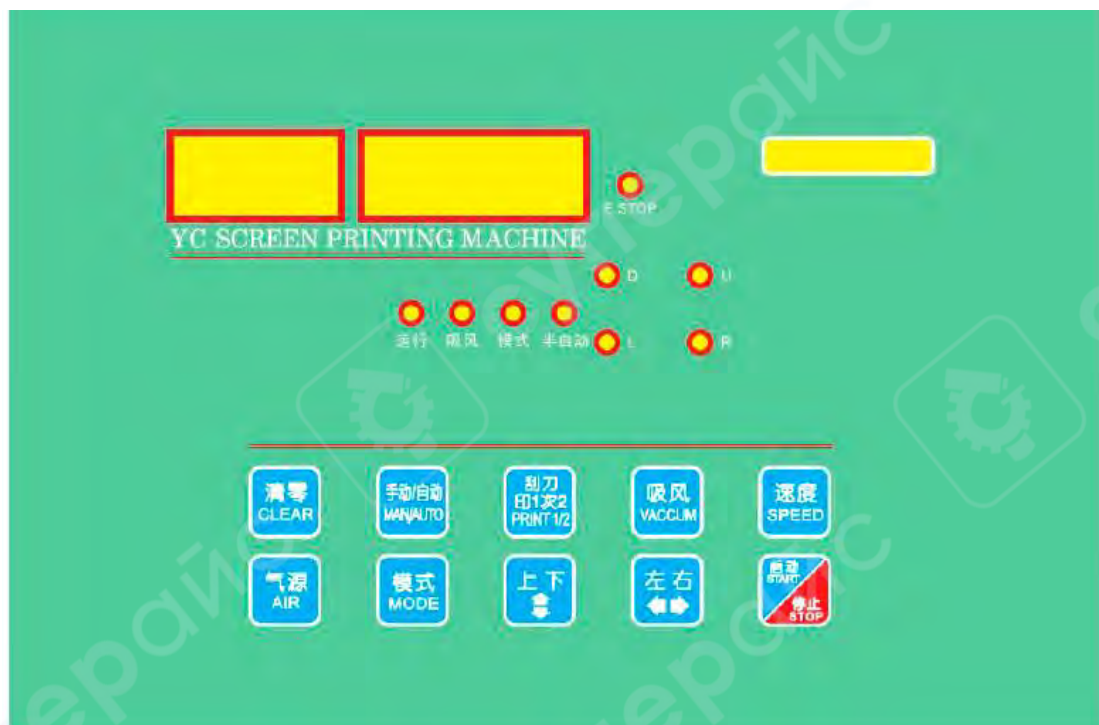 E STOP
YC SCREEN PRINTING MACHINE
D
U
运行
吸风
模式
半自动
L
R
清零
CLEAR
手动/自动
MAN/AUTO
刮刀
印1次2
PRINT 1/2
吸风
VACCUM
速度
SPEED
气源
AIR
模式
MODE
上下
左右
启动
START
停止
STOP